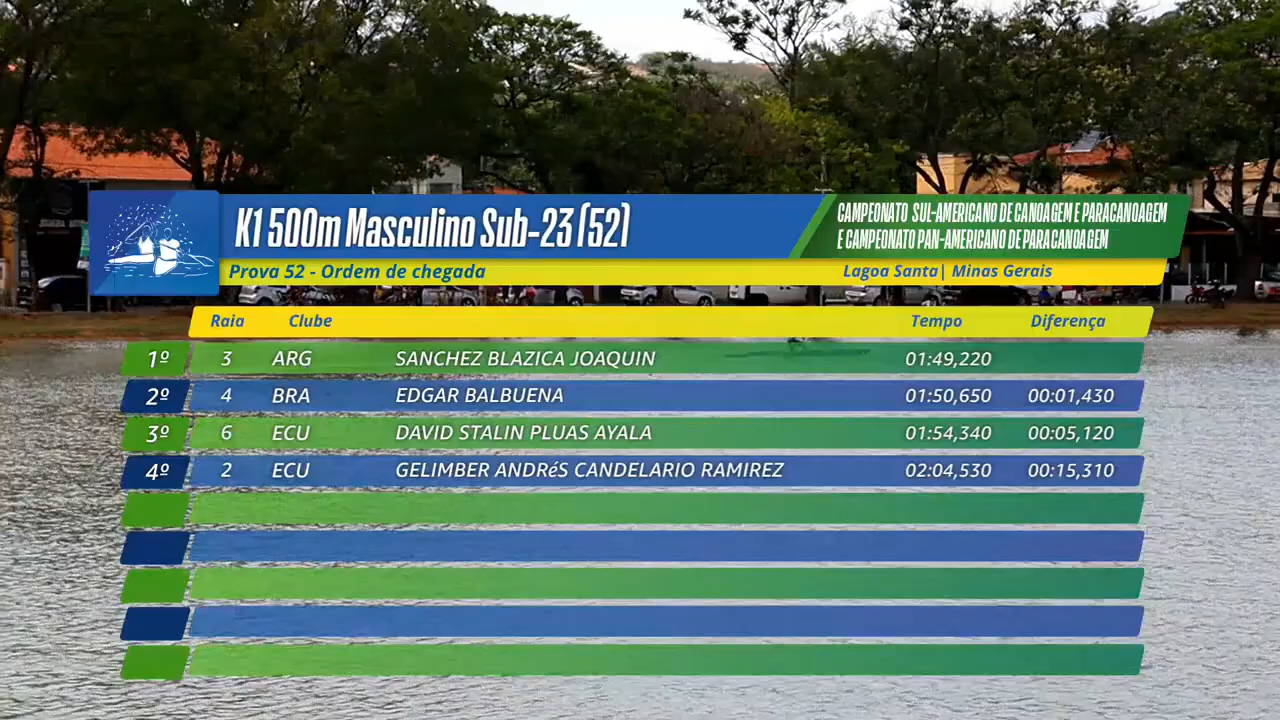 K1 500m Masculino Sub-23 (52)
CAMPEONATO SUL-AMERICANO DE CANOAGEM E PARACANOAGEM
E CAMPEONATO PAN-AMERICANO DE PARACANOAGEM
Prova 52 - Ordem de chegada
Lagoa Santa| Minas Gerais
Raia Clube Tempo Diferença
1º 3 ARG SANCHEZ BLAZICA JOAQUIN 01:49,220
2º 4 BRA EDGAR BALBUENA 01:50,650 00:01,430
3º 6 ECU DAVID STALIN PLUAS AYALA 01:54,340 00:05,120
4º 2 ECU GELIMBER ANDRéS CANDELARIO RAMIREZ 02:04,530 00:15,310